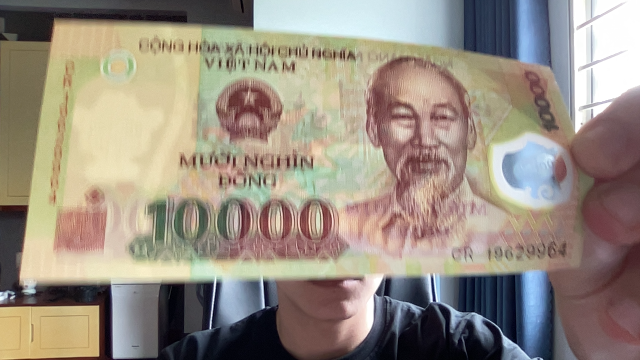 CỘNG HÒA XÃ HỘI CHỦ NGHĨA
VIỆT NAM
10000
MƯỜI NGHÌN
ĐỒNG
10000
CR 19629964